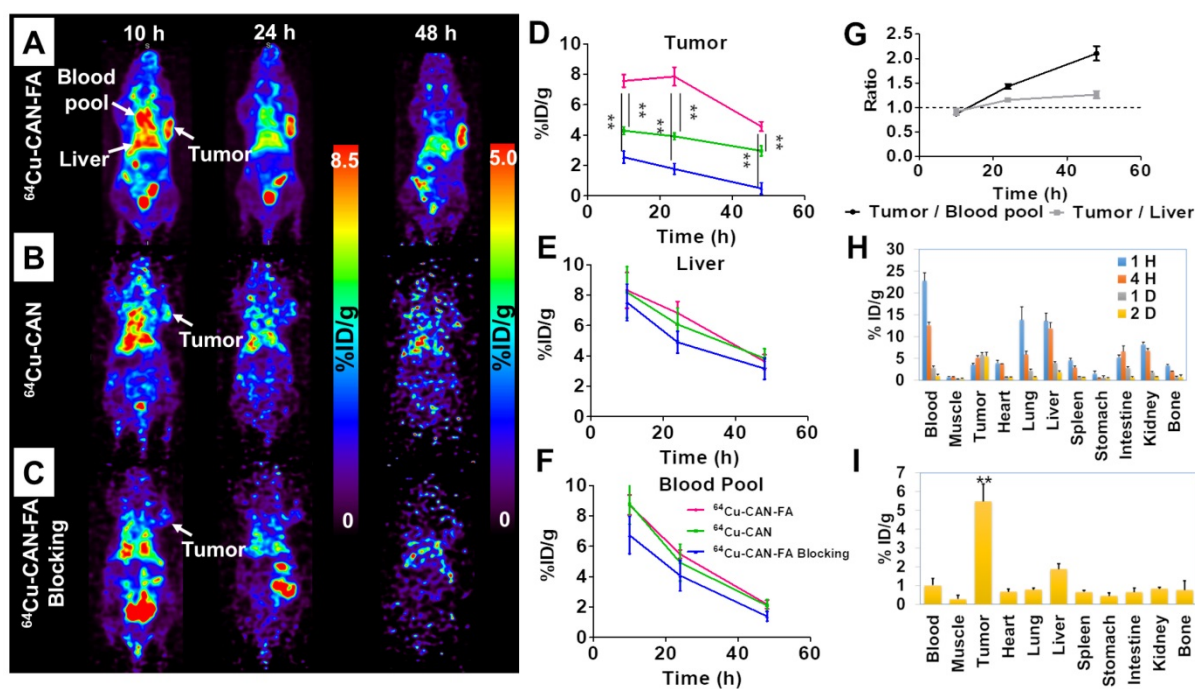 A
10 h
24 h
48 h
64Cu-CAN-FA
Blood
pool
Liver
Tumor
B
64Cu-CAN
Tumor
C
64Cu-CAN-FA
Blocking
Tumor
8.5
%ID/g
0
5.0
%ID/g
0
D
Tumor
%ID/g
10
8
6
4
2
0
**
**
**
**
**
**
0 20 40 60
Time (h)
E
Liver
%ID/g
10
8
6
4
2
0
0 20 40 60
Time (h)
F
Blood Pool
%ID/g
10
8
6
4
2
0
64Cu-CAN-FA
64Cu-CAN
64Cu-CAN-FA Blocking
0 20 40 60
Time (h)
G
Ratio
2.5
2.0
1.5
1.0
0.5
0.0
0 20 40 60
Time (h)
Tumor / Blood pool Tumor / Liver
H
% ID/g
30
25
20
15
10
5
0
1 H
4 H
1 D
2 D
Blood
Muscle
Tumor
Heart
Lung
Liver
Spleen
Stomach
Intestine
Kidney
Bone
I
% ID/g
7
6
5
4
3
2
1
0
**
Blood
Muscle
Tumor
Heart
Lung
Liver
Spleen
Stomach
Intestine
Kidney
Bone